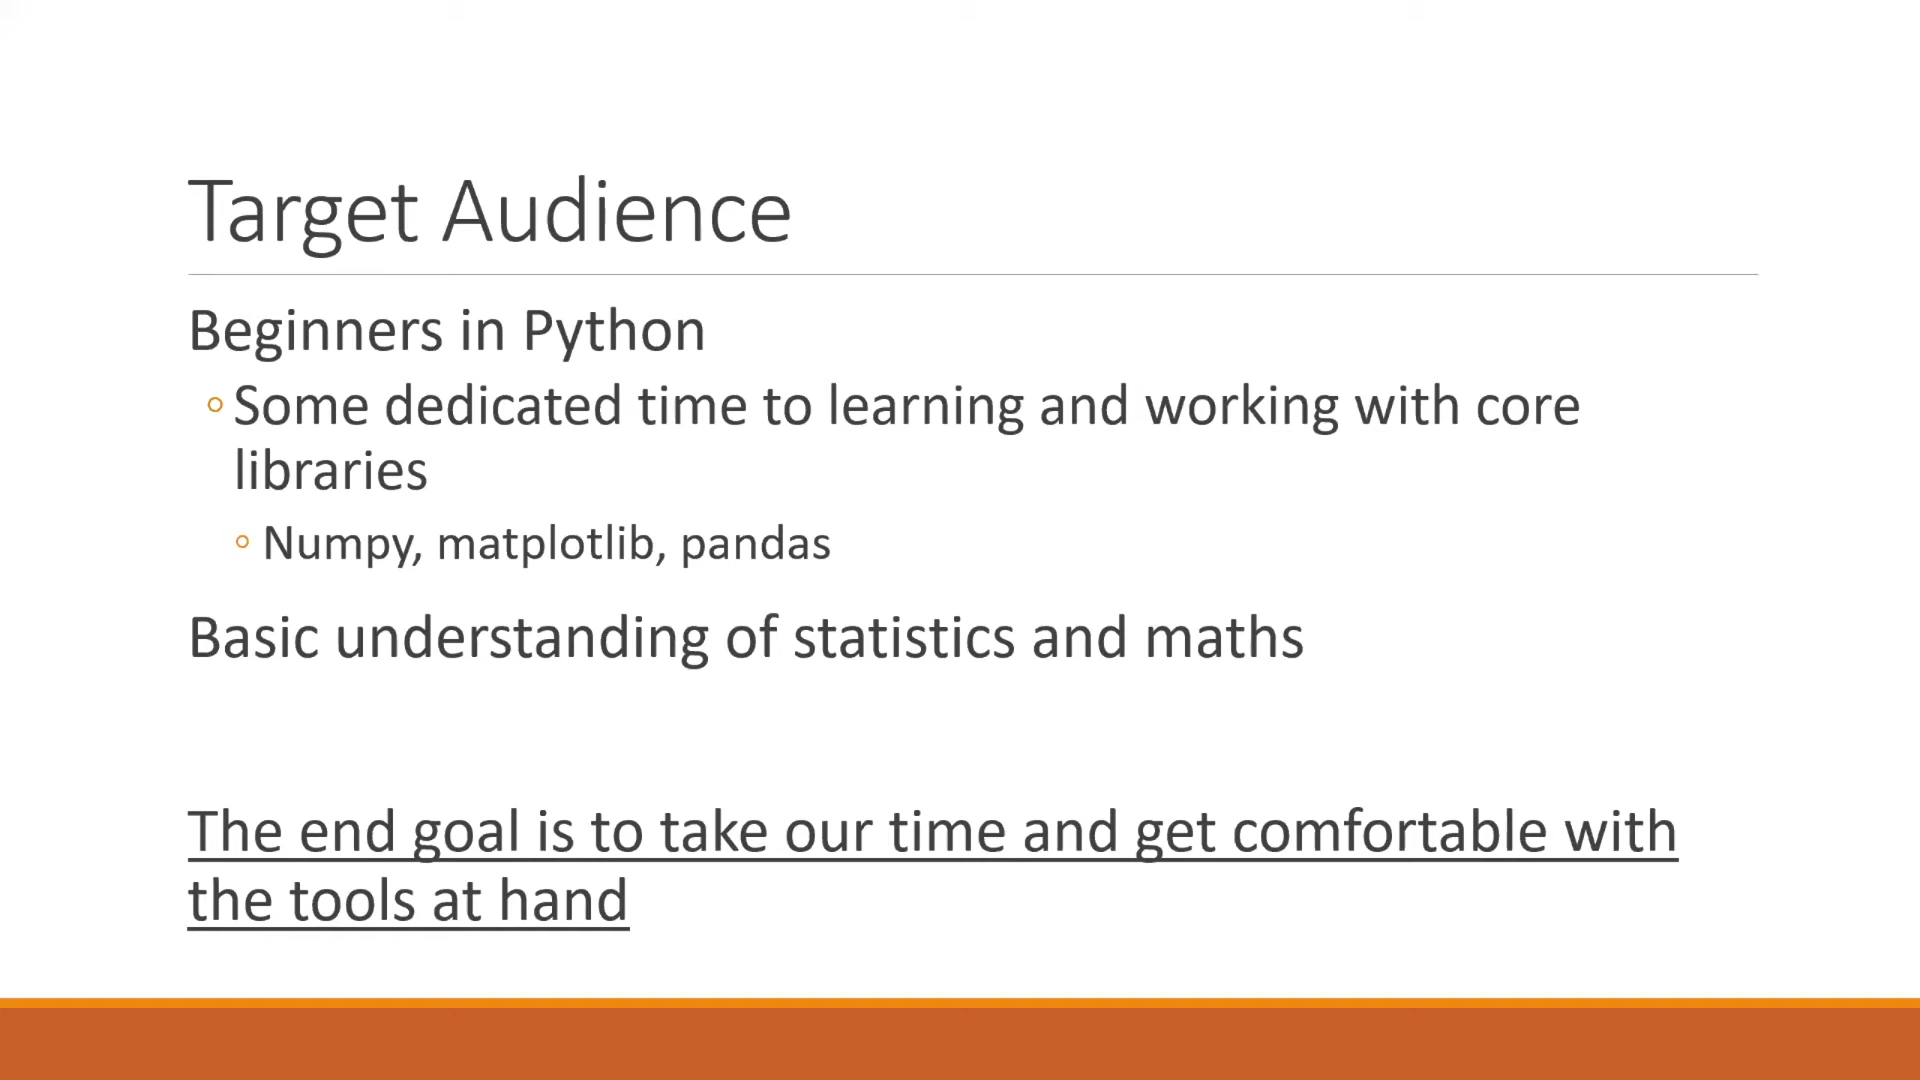 Target Audience
Beginners in Python
Some dedicated time to learning and working with core
libraries
Numpy, matplotlib, pandas
Basic understanding of statistics and maths
The end goal is to take our time and get comfortable with
the tools at hand